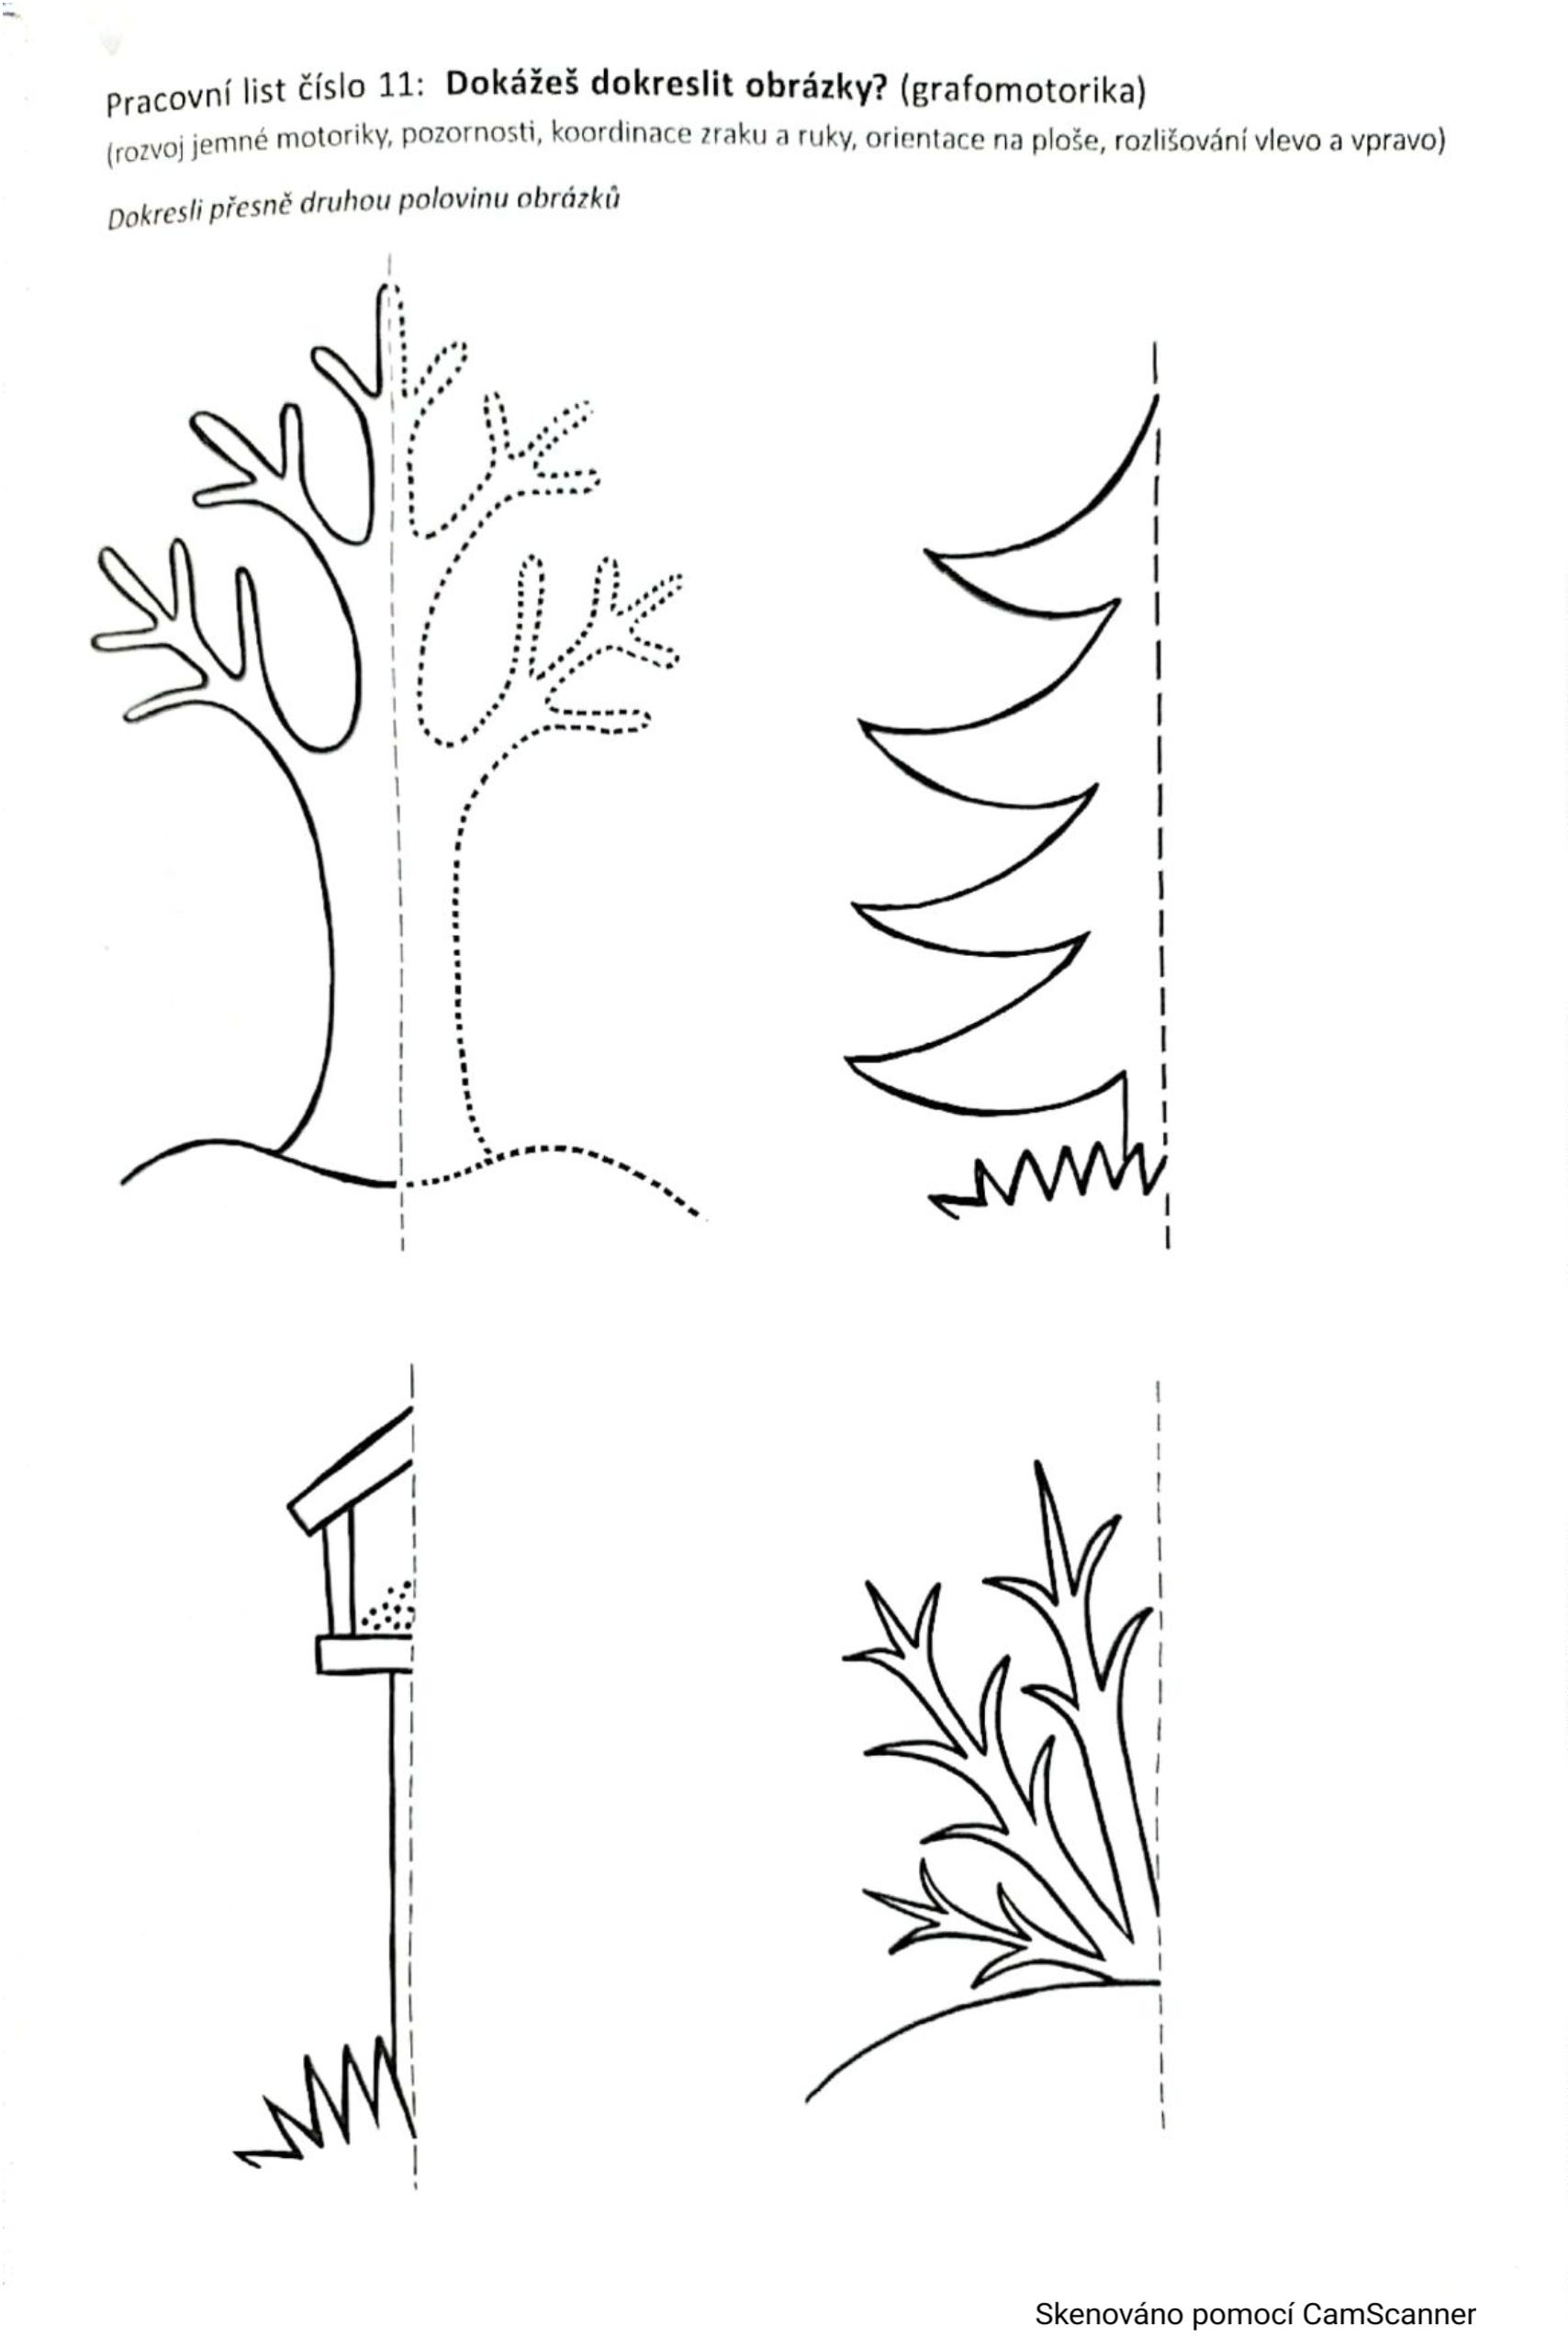 Pracovní list číslo 11: Dokážeš dokreslit obrázky? (grafomotorika)
(rozvoj jemné motoriky, pozornosti, koordinace zraku a ruky, orientace na ploše, rozlišování vlevo a vpravo)
Dokresli přesně druhou polovinu obrázků
Skenováno pomocí CamScanner